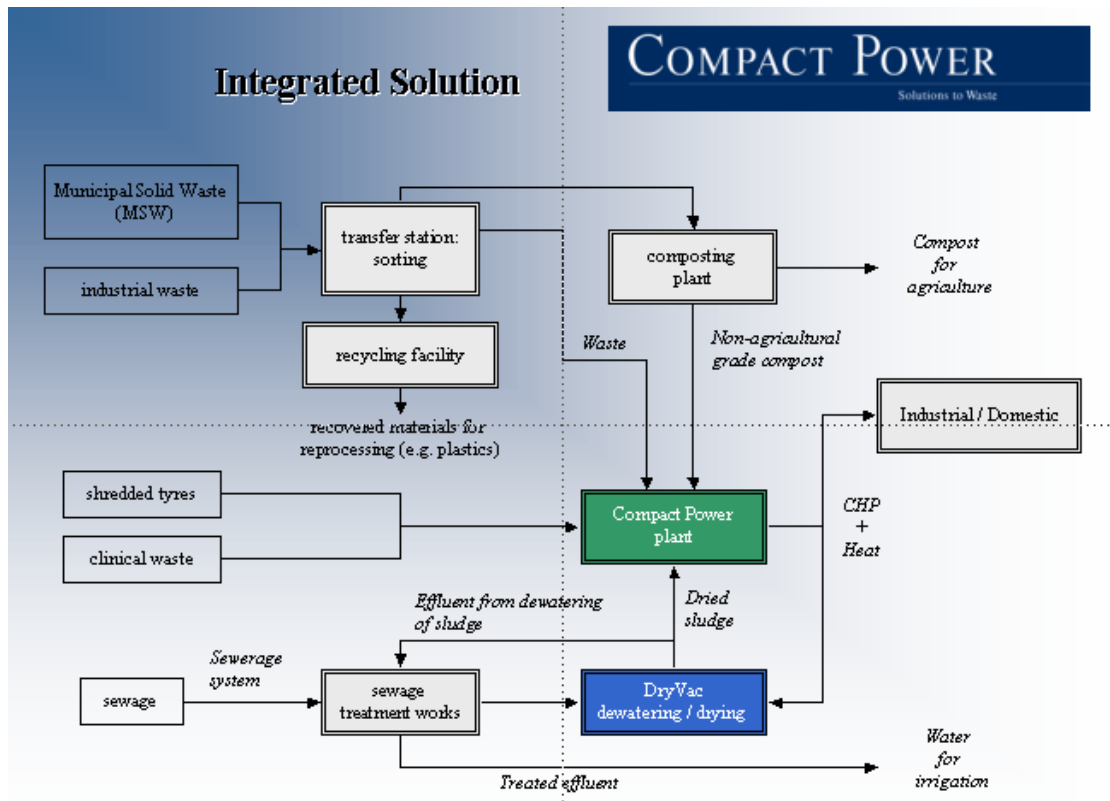 Integrated Solution
COMPACT POWER
Solutions to Waste
Municipal Solid Waste
(MSW)
industrial waste
transfer station:
sorting
composting
plant
Compost
for
agriculture
recycling facility
Waste
Non-agricultural
grade compost
Industrial / Domestic
recovered materials for
reprocessing (e.g. plastics)
shredded tyres
clinical waste
Compact Power
plant
CHP
+
Heat
Effluent from dewatering
of sludge
Dried
sludge
Sewerage
system
sewage
sewage
treatment works
DryVac
dewatering / drying
Water
for
irrigation
Treated effluent